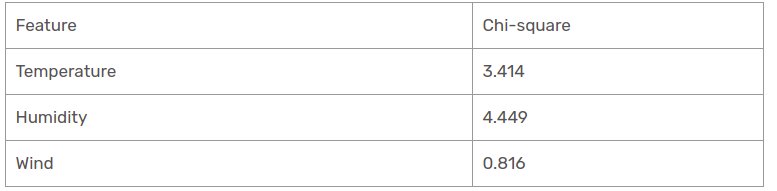 Feature Chi-square
Temperature 3.414
Humidity 4.449
Wind 0.816